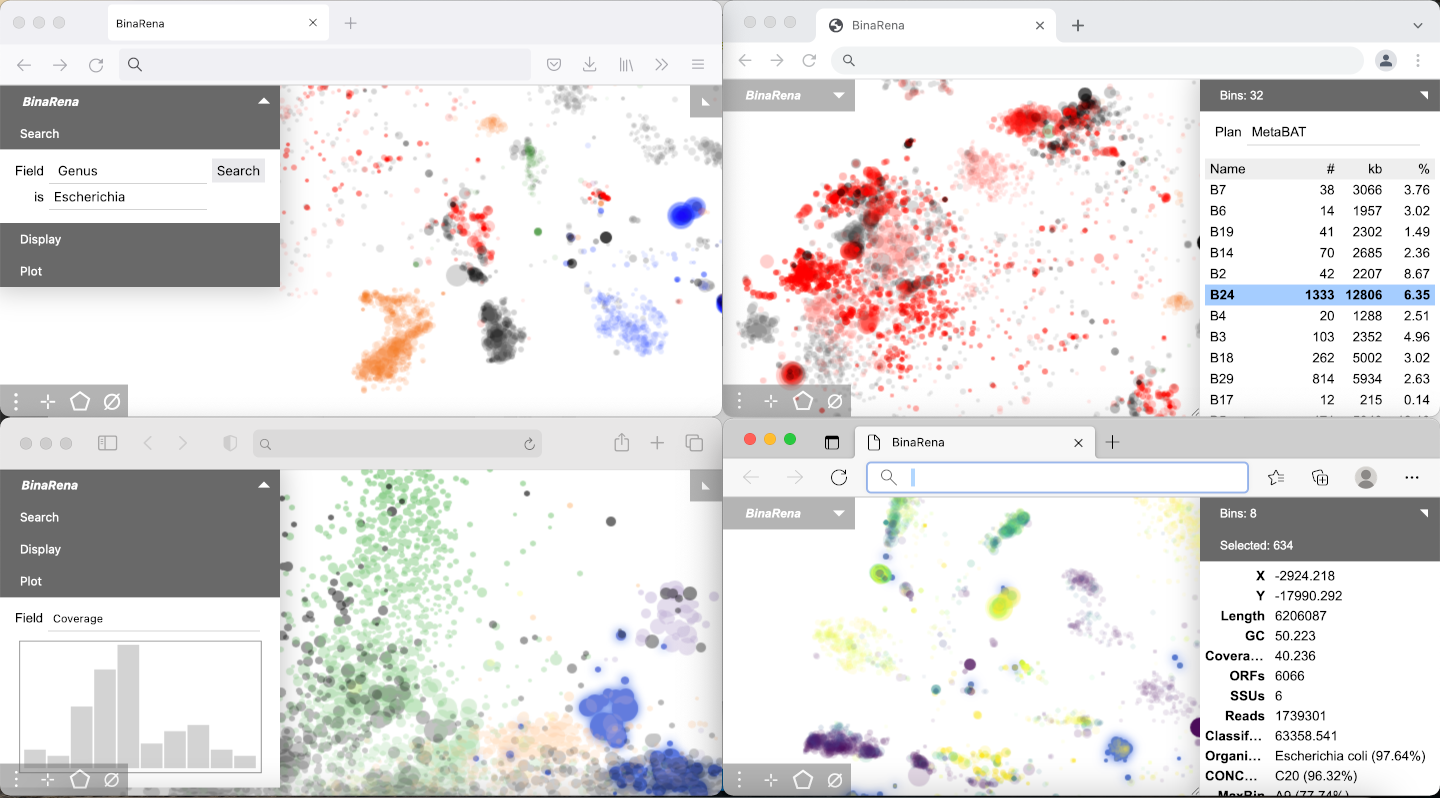 BinaRena
BinaRena
Search
Field Genus Search
is Escherichia
Display
Plot
BinaRena
BinaRena
Bins: 32
Plan MetaBAT
Name # kb %
B7 38 3066 3.76
B6 14 1957 3.02
B19 41 2302 1.49
B14 70 2685 2.36
B2 42 2207 8.67
B24 1333 12806 6.35
B4 20 1288 2.51
B3 103 2352 4.96
B18 262 5002 3.02
B29 814 5934 2.63
B17 12 215 0.14
BinaRena
Search
Display
Plot
Field Coverage
BinaRena
BinaRena
Bins: 8
Selected: 634
X -2924.218
Y -17990.292
Length 6206087
GC 50.223
Covera... 40.236
ORFs 6066
SSUs 6
Reads 1739301
Classif... 63358.541
Organi... Escherichia coli (97.64%)
CONC... C20 (96.32%)
MaxBin A9 (77.74%)